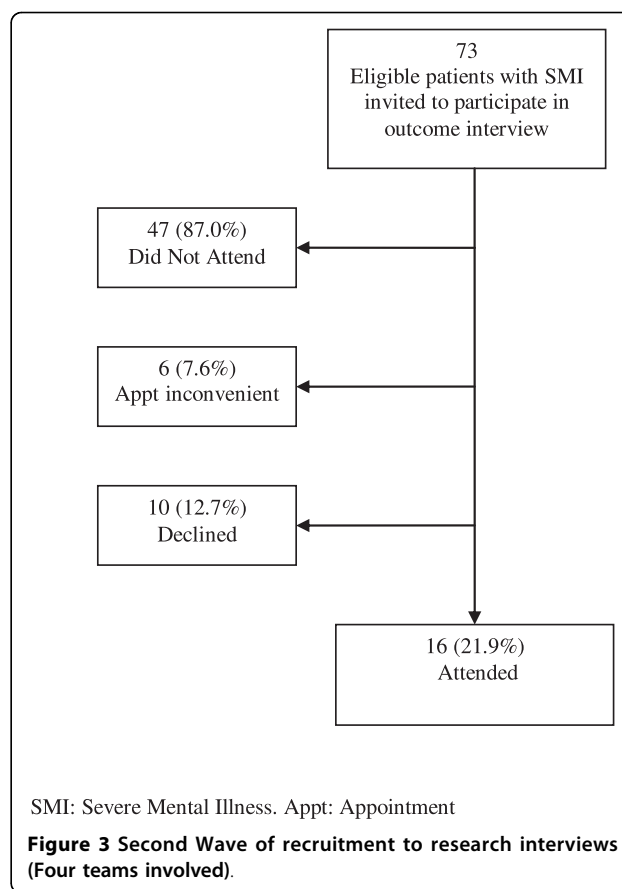 73
Eligible patients with SMI
invited to participate in
outcome interview
47 (87.0%)
Did Not Attend
6 (7.6%)
Appt inconvenient
10 (12.7%)
Declined
16 (21.9%)
Attended
SMI: Severe Mental Illness. Appt: Appointment
Figure 3 Second Wave of recruitment to research interviews
(Four teams involved).